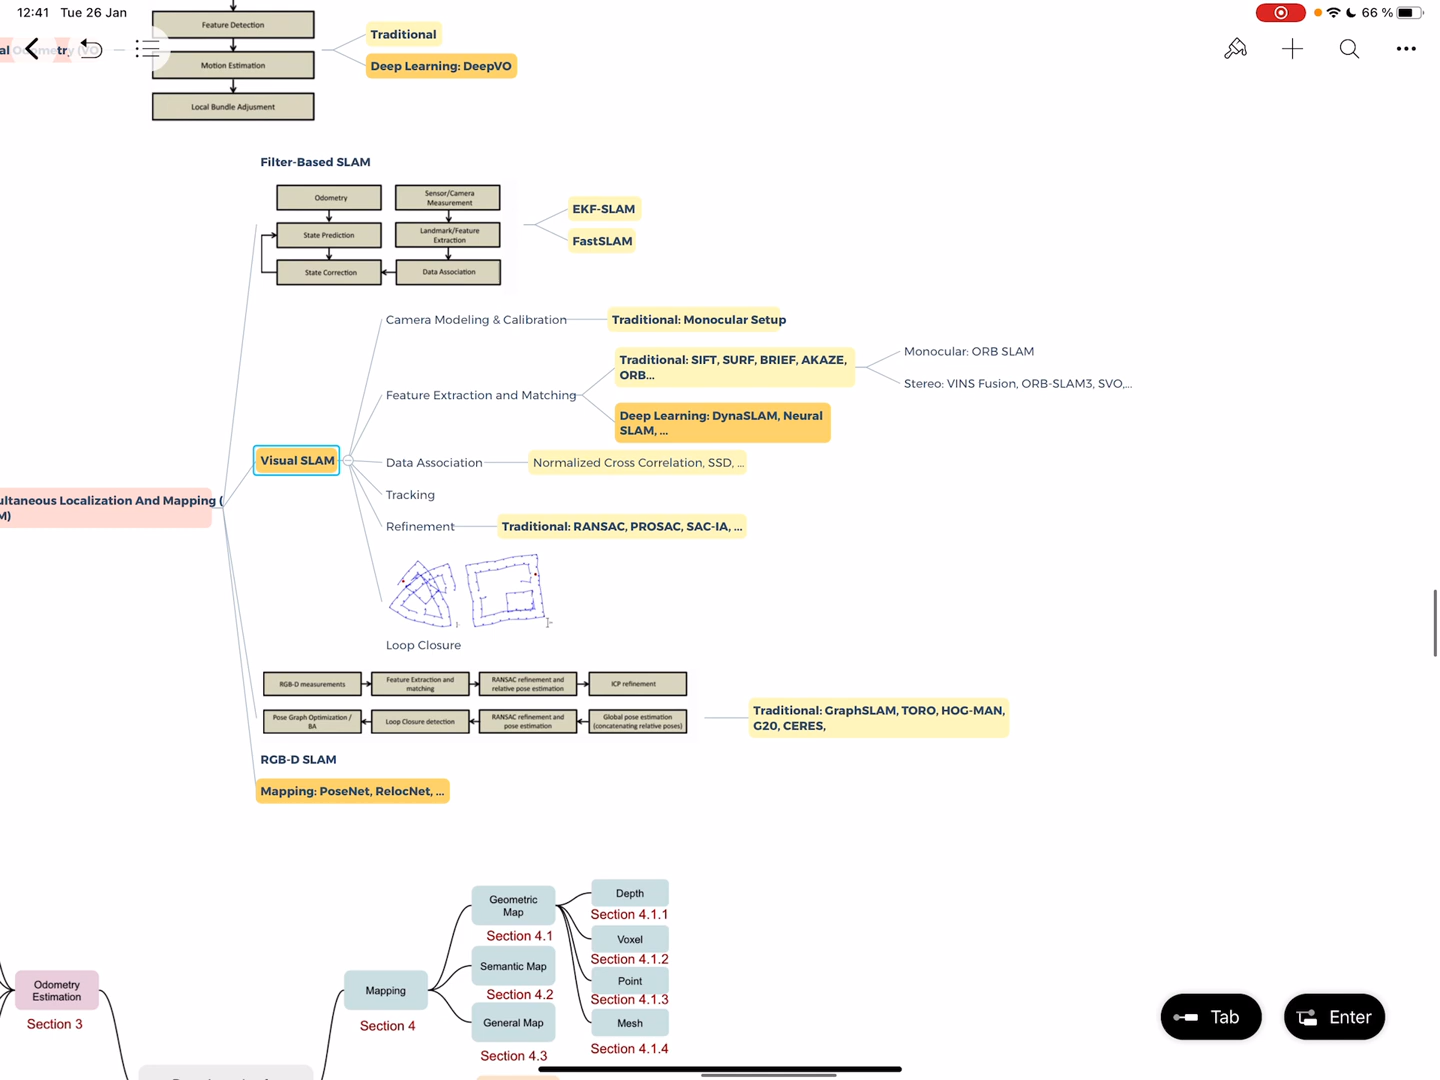 12:41 Tue 26 Jan
66 %
Feature Detection
Motion Estimation
Local Bundle Adjusment
Traditional
Deep Learning: DeepVO
Filter-Based SLAM
Odometry
Sensor/Camera
Measurement
State Prediction
Landmark/Feature
Extraction
State Correction
Data Association
EKF-SLAM
FastSLAM
Camera Modeling & Calibration
Traditional: Monocular Setup
Feature Extraction and Matching
Traditional: SIFT, SURF, BRIEF, AKAZE,
ORB...
Monocular: ORB SLAM
Stereo: VINS Fusion, ORB-SLAM3, SVO,...
Deep Learning: DynaSLAM, Neural
SLAM, ...
Visual SLAM
Data Association
Normalized Cross Correlation, SSD, ...
Tracking
Refinement
Traditional: RANSAC, PROSAC, SAC-IA, ...
Loop Closure
ultaneous Localization And Mapping (
M)
RGB-D measurements
Feature Extraction and
matching
RANSAC refinement and
relative pose estimation
ICP refinement
Pose Graph Optimization /
BA
Loop Closure detection
RANSAC refinement and
pose estimation
Global pose estimation
(concatenating relative poses)
Traditional: GraphSLAM, TORO, HOG-MAN,
G20, CERES,
RGB-D SLAM
Mapping: PoseNet, RelocNet, ...
Odometry
Estimation
Section 3
Mapping
Section 4
Geometric
Map
Section 4.1
Semantic Map
Section 4.2
General Map
Section 4.3
Depth
Section 4.1.1
Voxel
Section 4.1.2
Point
Section 4.1.3
Mesh
Section 4.1.4
Tab
Enter